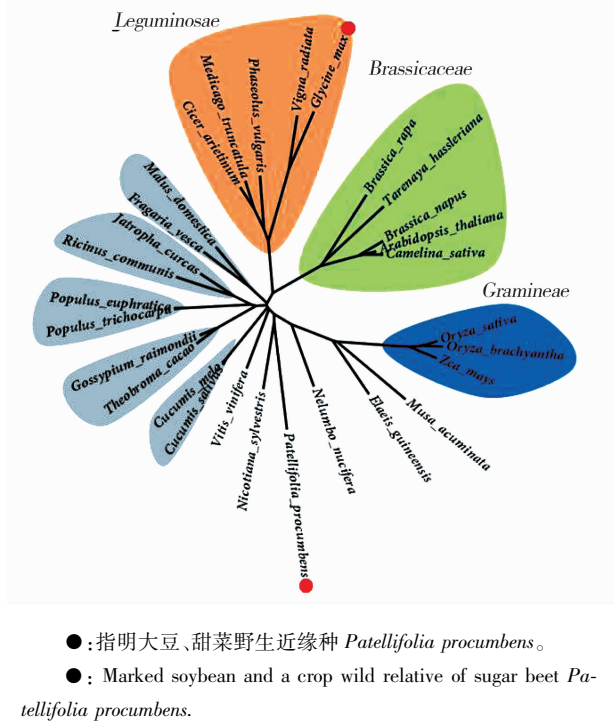 Leguminosae
Brassicaceae
Gramineae
Cicer_arietinum
Medicago_truncatula
Phaseolus_vulgaris
Vigna_radiata
Glycine_max
Brassica_rapa
Tarenaya_hassleriana
Brassica_napus
Arabidopsis_thaliana
Camelina_sativa
Oryza_sativa
Oryza_brachyantha
Zea_mays
Musa_acuminata
Elaeis_guineensis
Nelumbo_nucifera
Patellifolia_procumbens
Nicotiana_sylvestris
Vitis_vinifera
Cucumis_sativus
Cucumis_melo
Theobroma_cacao
Gossypium_raimondii
Populus_trichocarpa
Populus_euphratica
Ricinus_communis
Jatropha_curcas
Fragaria_vesca
Malus_domestica
●:指明大豆、甜菜野生近缘种 Patellifolia procumbens。
●: Marked soybean and a crop wild relative of sugar beet Pa-
tellifolia procumbens.